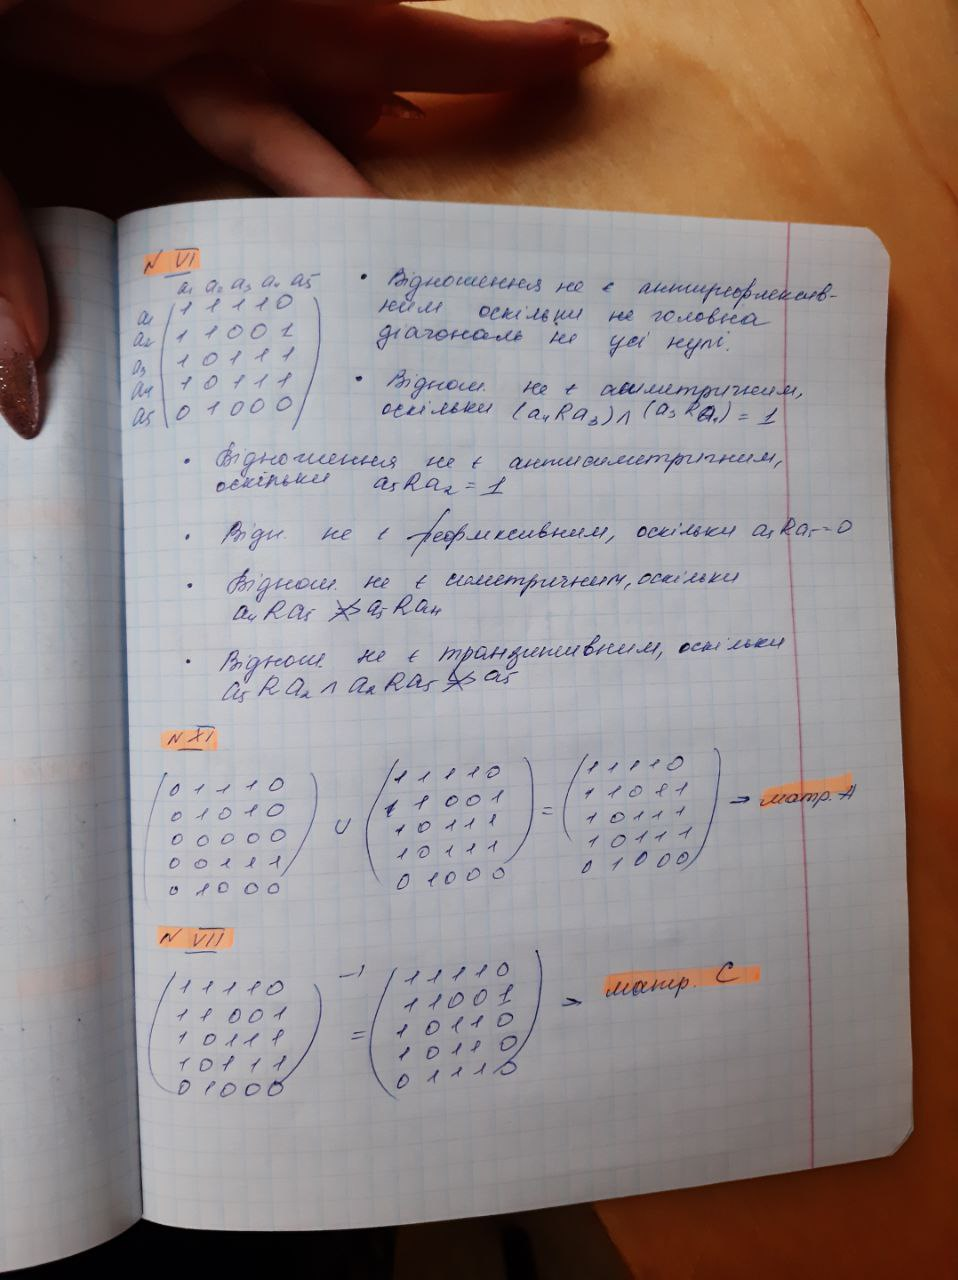 N VI
a₁ a₂ a₃ a₄ a₅
a₁ 1 1 1 1 0
a₂ 1 1 0 0 1
a₃ 1 0 1 1 1
a₄ 1 0 1 1 1
a₅ 0 1 0 0 0
• Відношення не є антирефлексив-
ним оскільки не головна
діагональ не усі нулі.
• Віднош. не є асиметричним,
оскільки (a₄Ra₃)∧(a₃Ra₄) = 1
• Відношення не є антисиметричним,
оскільки a₅Ra₂ = 1
• Відн. не є рефлексивним, оскільки a₅Ra₅=0
• Віднош. не є симетричним, оскільки
a₄Ra₅ ⇏ a₅Ra₄
• Віднош. не є транзитивним, оскільки
a₅Ra₂ ∧ a₂Ra₅ ⇏ a₅
N XI
0 1 1 1 0
0 1 0 1 0
0 0 0 0 0
0 0 1 1 1
0 1 0 0 0
∪
1 1 1 1 0
1 1 0 0 1
1 0 1 1 1
1 0 1 1 1
0 1 0 0 0
=
1 1 1 1 0
1 1 0 1 1
1 0 1 1 1
1 0 1 1 1
0 1 0 0 0
→ матр. A
N VII
1 1 1 1 0
1 1 0 0 1
1 0 1 1 1
1 0 1 1 1
0 1 0 0 0
−1
=
1 1 1 1 0
1 1 0 0 1
1 0 1 1 0
1 0 1 1 0
0 1 1 1 0
→ матр. C